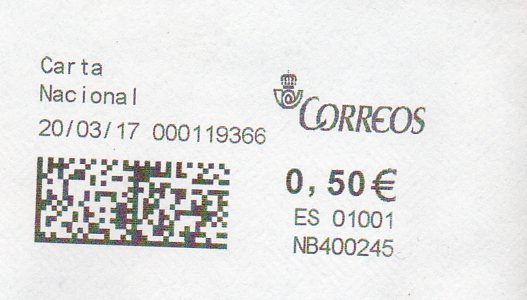 Carta
Nacional
20/03/17 000119366
CORREOS
0,50€
ES 01001
NB400245